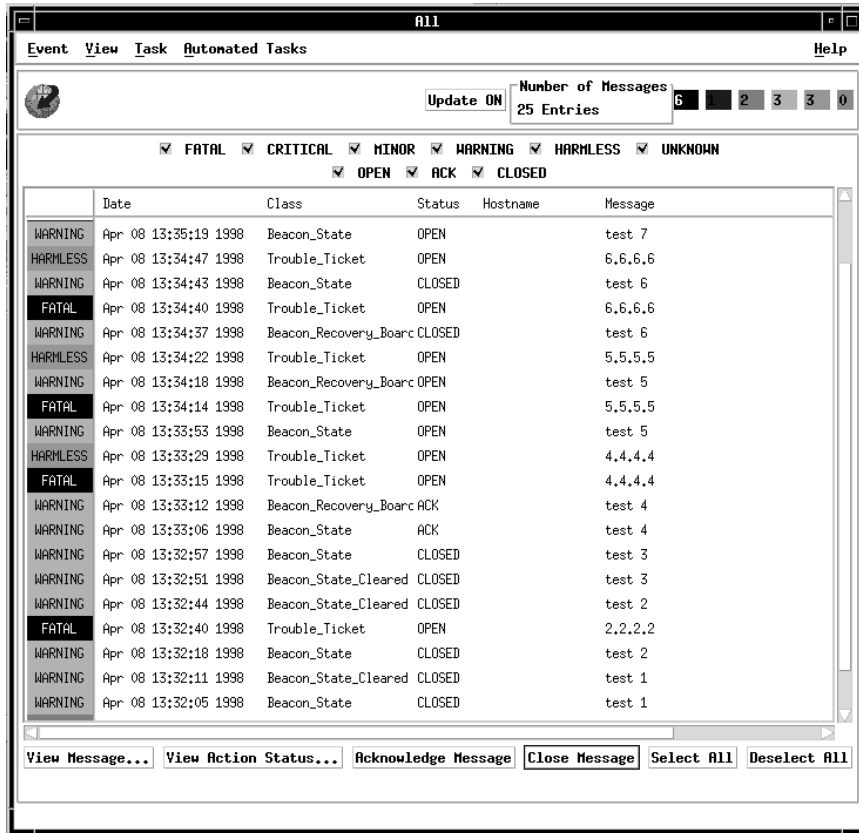 All
Event View Task Automated Tasks Help
Update ON
Number of Messages
25 Entries
6 1 2 3 3 0
FATAL CRITICAL MINOR WARNING HARMLESS UNKNOWN
OPEN ACK CLOSED
Date Class Status Hostname Message
WARNING Apr 08 13:35:19 1998 Beacon_State OPEN test 7
HARMLESS Apr 08 13:34:47 1998 Trouble_Ticket OPEN 6.6.6.6
WARNING Apr 08 13:34:43 1998 Beacon_State CLOSED test 6
FATAL Apr 08 13:34:40 1998 Trouble_Ticket OPEN 6.6.6.6
WARNING Apr 08 13:34:37 1998 Beacon_Recovery_Boarc CLOSED test 6
HARMLESS Apr 08 13:34:22 1998 Trouble_Ticket OPEN 5.5.5.5
WARNING Apr 08 13:34:18 1998 Beacon_Recovery_Boarc OPEN test 5
FATAL Apr 08 13:34:14 1998 Trouble_Ticket OPEN 5.5.5.5
WARNING Apr 08 13:33:53 1998 Beacon_State OPEN test 5
HARMLESS Apr 08 13:33:29 1998 Trouble_Ticket OPEN 4.4.4.4
FATAL Apr 08 13:33:15 1998 Trouble_Ticket OPEN 4.4.4.4
WARNING Apr 08 13:33:12 1998 Beacon_Recovery_Boarc ACK test 4
WARNING Apr 08 13:33:06 1998 Beacon_State ACK test 4
WARNING Apr 08 13:32:57 1998 Beacon_State CLOSED test 3
WARNING Apr 08 13:32:51 1998 Beacon_State_Cleared CLOSED test 3
WARNING Apr 08 13:32:44 1998 Beacon_State_Cleared CLOSED test 2
FATAL Apr 08 13:32:40 1998 Trouble_Ticket OPEN 2.2.2.2
WARNING Apr 08 13:32:18 1998 Beacon_State CLOSED test 2
WARNING Apr 08 13:32:11 1998 Beacon_State_Cleared CLOSED test 1
WARNING Apr 08 13:32:05 1998 Beacon_State CLOSED test 1
View Message... View Action Status... Acknowledge Message Close Message Select All Deselect All